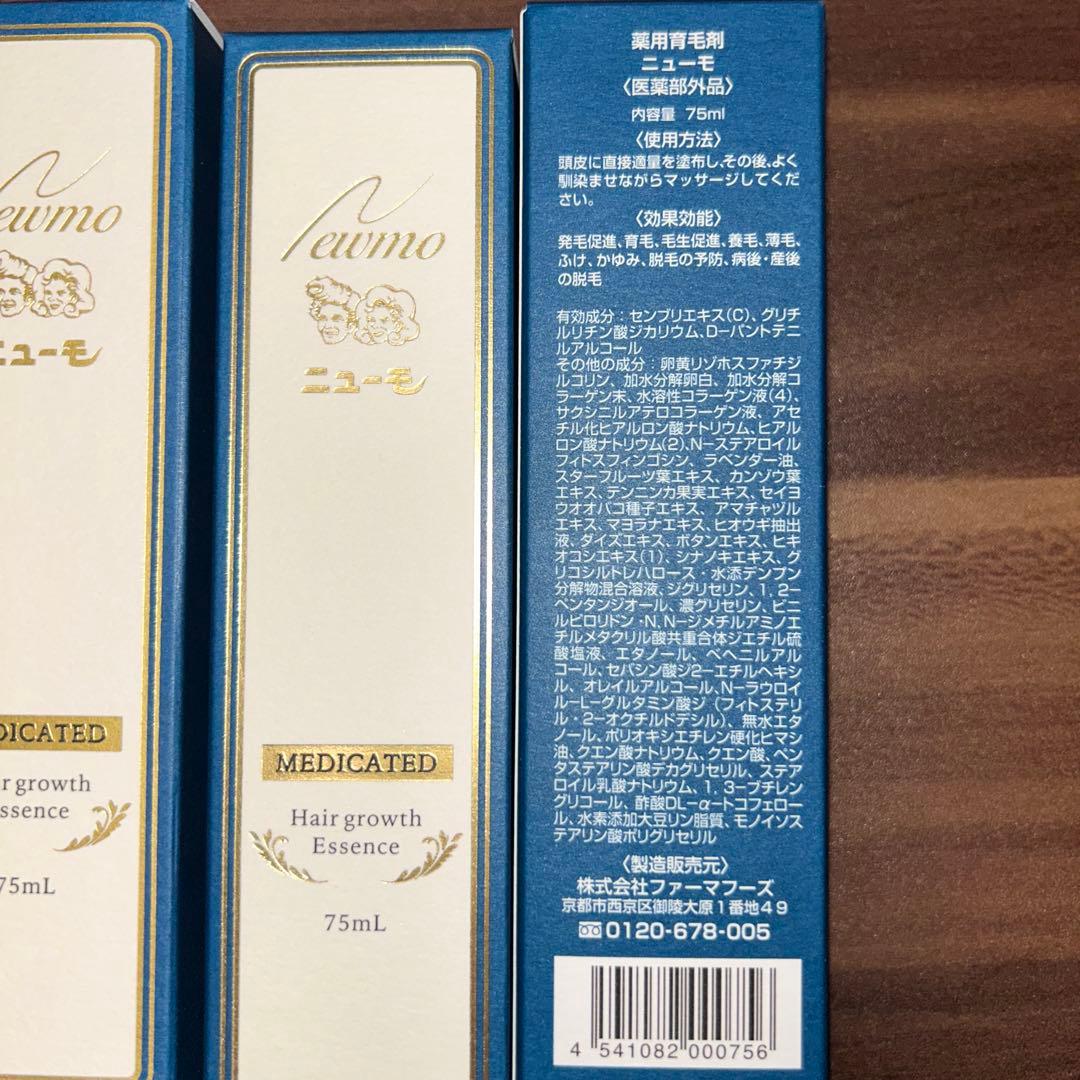 ewmo
ニューモ
DICATED
r growth
ssence
75mL
Newmo
ニューモ
MEDICATED
Hair growth
Essence
75mL
薬用育毛剤
ニューモ
〈医薬部外品〉
内容量 75ml
〈使用方法〉
頭皮に直接適量を塗布し、その後、よく
馴染ませながらマッサージしてくだ
さい。
〈効果効能〉
発毛促進、育毛、毛生促進、養毛、薄毛、
ふけ、かゆみ、脱毛の予防、病後・産後
の脱毛
有効成分：センブリエキス(C)、グリチ
ルリチン酸ジカリウム、D−パントテニ
ルアルコール
その他の成分：卵黄リゾホスファチジ
ルコリン、加水分解卵白、加水分解コ
ラーゲン末、水溶性コラーゲン液(4)、
サクシニルアテロコラーゲン液、アセ
チル化ヒアルロン酸ナトリウム、ヒアル
ロン酸ナトリウム(2)、N−ステアロイル
フィトスフィンゴシン、ラベンダー油、
スターフルーツ葉エキス、カンゾウ葉
エキス、テンニンカ果実エキス、セイヨ
ウオオバコ種子エキス、アマチャヅル
エキス、マヨラナエキス、ヒオウギ抽出
液、ダイズエキス、ボタンエキス、ヒキ
オコシエキス(1)、シナノキエキス、グ
リコシルトレハロース・水添デンプン
分解物混合溶液、ジグリセリン、1,2−
ペンタンジオール、濃グリセリン、ビニ
ルピロリドン・N,N−ジメチルアミノエ
チルメタクリル酸共重合体ジエチル硫
酸塩液、エタノール、ベヘニルアル
コール、セバシン酸ジ2−エチルヘキシ
ル、オレイルアルコール、N−ラウロイ
ル−L−グルタミン酸ジ（フィトステリ
ル・2−オクチルドデシル）、無水エタ
ノール、ポリオキシエチレン硬化ヒマシ
油、クエン酸ナトリウム、クエン酸、ペン
タステアリン酸デカグリセリル、ステア
ロイル乳酸ナトリウム、1,3−ブチレン
グリコール、酢酸DL−α−トコフェロー
ル、水素添加大豆リン脂質、モノイソス
テアリン酸ポリグリセリル
〈製造販売元〉
株式会社ファーマフーズ
京都市西京区御陵大原1番地49
0120-678-005
4 541082 000756